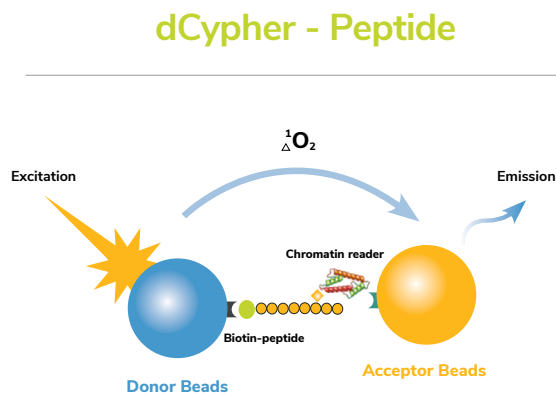 dCypher - Peptide
¹O₂
△
Excitation
Emission
Chromatin reader
Biotin-peptide
Acceptor Beads
Donor Beads